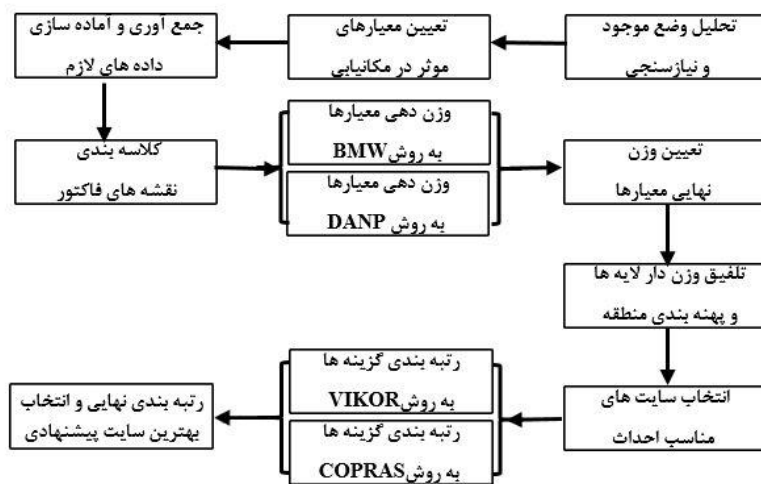 تحلیل وضع موجود
و نیازسنجی
تعیین معیارهای
موثر در مکانیابی
جمع آوری و آماده سازی
داده های لازم
کلاسه بندی
نقشه های فاکتور
وزن دهی معیارها
به روش BMW
وزن دهی معیارها
به روش DANP
تعیین وزن
نهایی معیارها
تلفیق وزن دار لایه ها
و پهنه بندی منطقه
انتخاب سایت های
مناسب احداث
رتبه بندی گزینه ها
به روش VIKOR
رتبه بندی گزینه ها
به روش COPRAS
رتبه بندی نهایی و انتخاب
بهترین سایت پیشنهادی